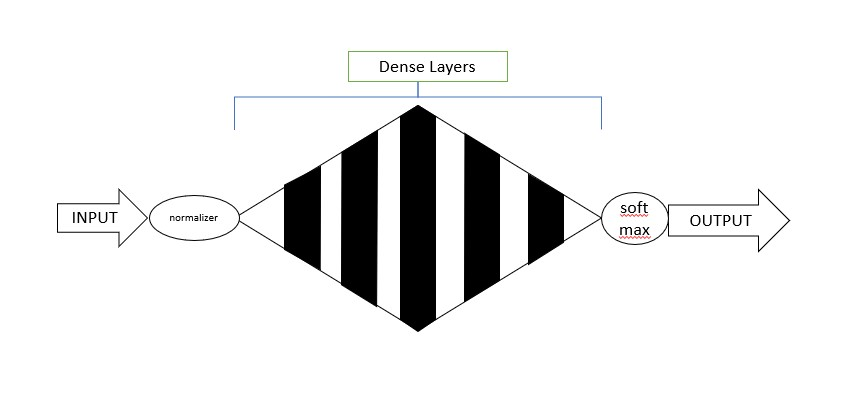 Dense Layers
INPUT
normalizer
soft
max
OUTPUT